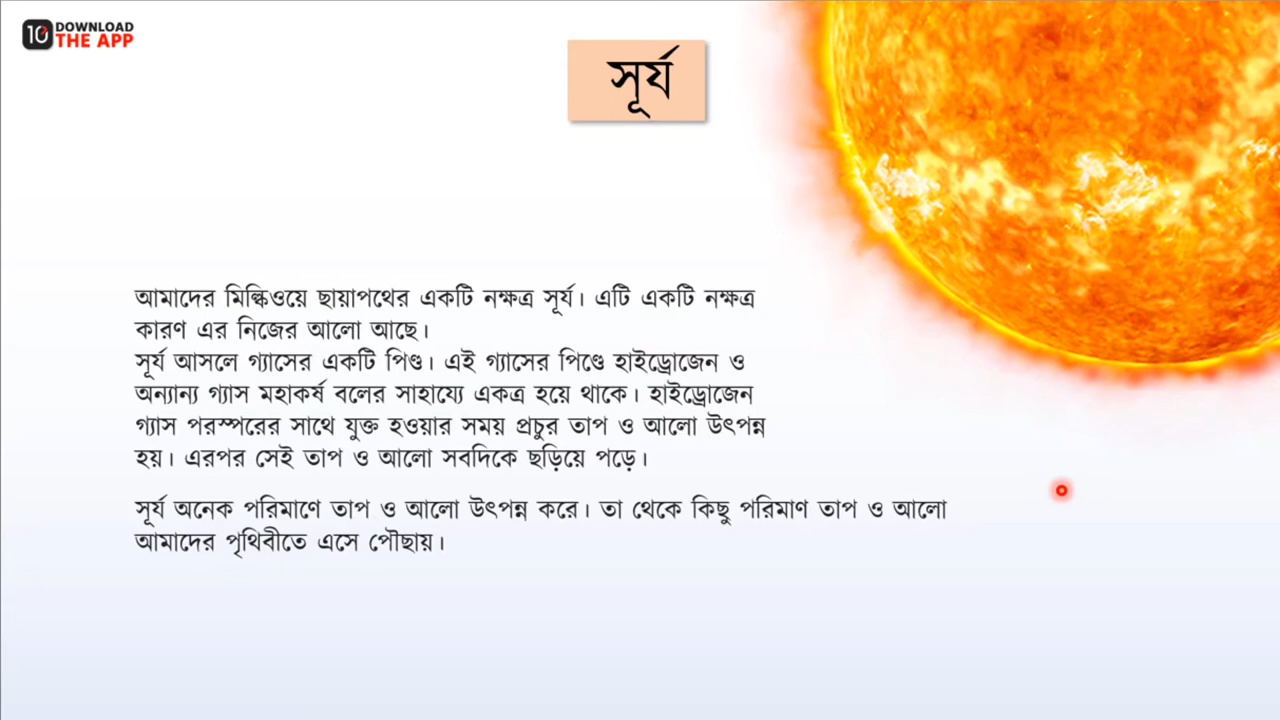 10 DOWNLOAD
THE APP
সূর্য
আমাদের মিল্কিওয়ে ছায়াপথের একটি নক্ষত্র সূর্য। এটি একটি নক্ষত্র
কারণ এর নিজের আলো আছে।
সূর্য আসলে গ্যাসের একটি পিণ্ড। এই গ্যাসের পিণ্ডে হাইড্রোজেন ও
অন্যান্য গ্যাস মহাকর্ষ বলের সাহায্যে একত্র হয়ে থাকে। হাইড্রোজেন
গ্যাস পরস্পরের সাথে যুক্ত হওয়ার সময় প্রচুর তাপ ও আলো উৎপন্ন
হয়। এরপর সেই তাপ ও আলো সবদিকে ছড়িয়ে পড়ে।
সূর্য অনেক পরিমাণে তাপ ও আলো উৎপন্ন করে। তা থেকে কিছু পরিমাণ তাপ ও আলো
আমাদের পৃথিবীতে এসে পৌছায়।